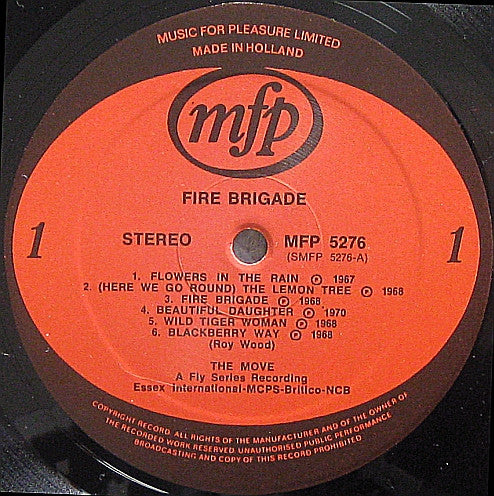 MUSIC FOR PLEASURE LIMITED
MADE IN HOLLAND
mfp
FIRE BRIGADE
1
STEREO
MFP 5276
1
(SMFP 5276-A)
1. FLOWERS IN THE RAIN ℗ 1967
2. (HERE WE GO ROUND) THE LEMON TREE ℗ 1968
3. FIRE BRIGADE ℗ 1968
4. BEAUTIFUL DAUGHTER ℗ 1970
5. WILD TIGER WOMAN ℗ 1968
6. BLACKBERRY WAY ℗ 1968
(Roy Wood)
THE MOVE
A Fly Series Recording
Essex international-MCPS-Britico-NCB
COPYRIGHT RECORD. ALL RIGHTS OF THE MANUFACTURER AND OF THE OWNER OF
THE RECORDED WORK RESERVED. UNAUTHORISED PUBLIC PERFORMANCE
BROADCASTING AND COPY OF THIS RECORD PROHIBITED